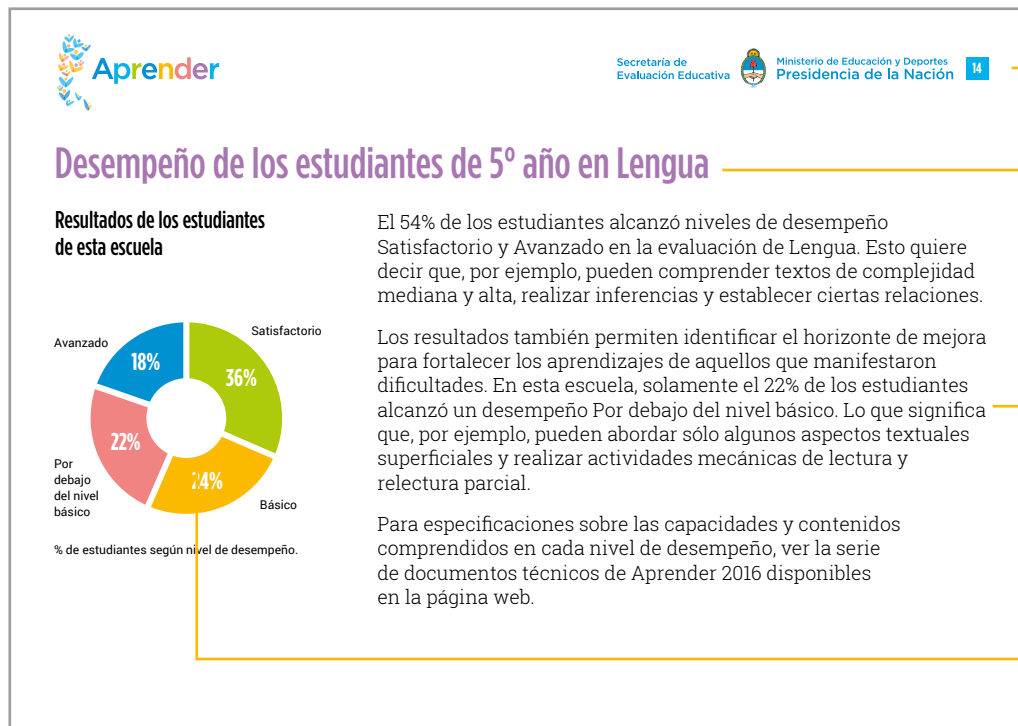 Aprender
Secretaría de
Evaluación Educativa
Ministerio de Educación y Deportes
Presidencia de la Nación
14
Desempeño de los estudiantes de 5º año en Lengua
Resultados de los estudiantes
de esta escuela
Avanzado
18%
Satisfactorio
36%
22%
Por
debajo
del nivel
básico
24%
Básico
% de estudiantes según nivel de desempeño.
El 54% de los estudiantes alcanzó niveles de desempeño
Satisfactorio y Avanzado en la evaluación de Lengua. Esto quiere
decir que, por ejemplo, pueden comprender textos de complejidad
mediana y alta, realizar inferencias y establecer ciertas relaciones.
Los resultados también permiten identificar el horizonte de mejora
para fortalecer los aprendizajes de aquellos que manifestaron
dificultades. En esta escuela, solamente el 22% de los estudiantes
alcanzó un desempeño Por debajo del nivel básico. Lo que significa
que, por ejemplo, pueden abordar sólo algunos aspectos textuales
superficiales y realizar actividades mecánicas de lectura y
relectura parcial.
Para especificaciones sobre las capacidades y contenidos
comprendidos en cada nivel de desempeño, ver la serie
de documentos técnicos de Aprender 2016 disponibles
en la página web.